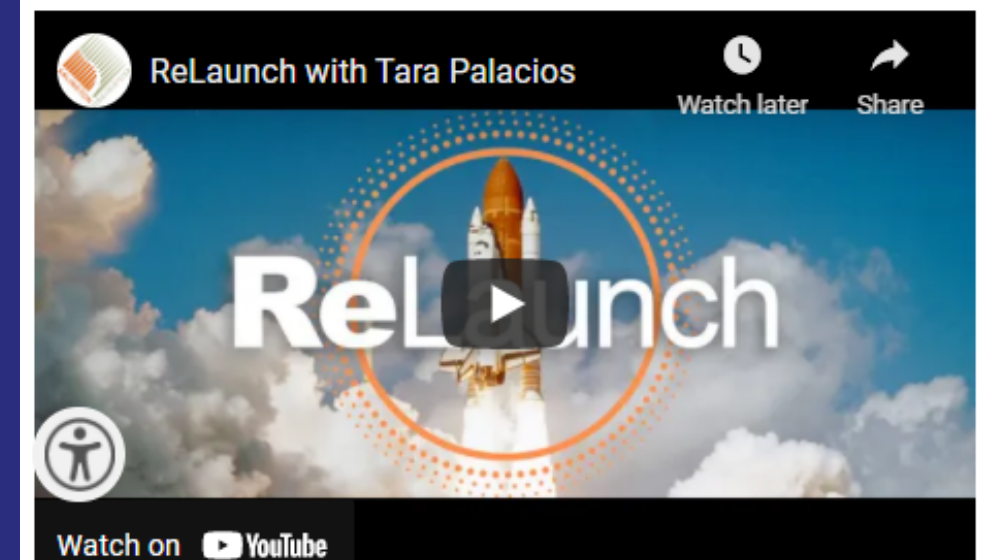 ReLaunch with Tara Palacios
Watch later
Share
ReLaunch
Watch on YouTube